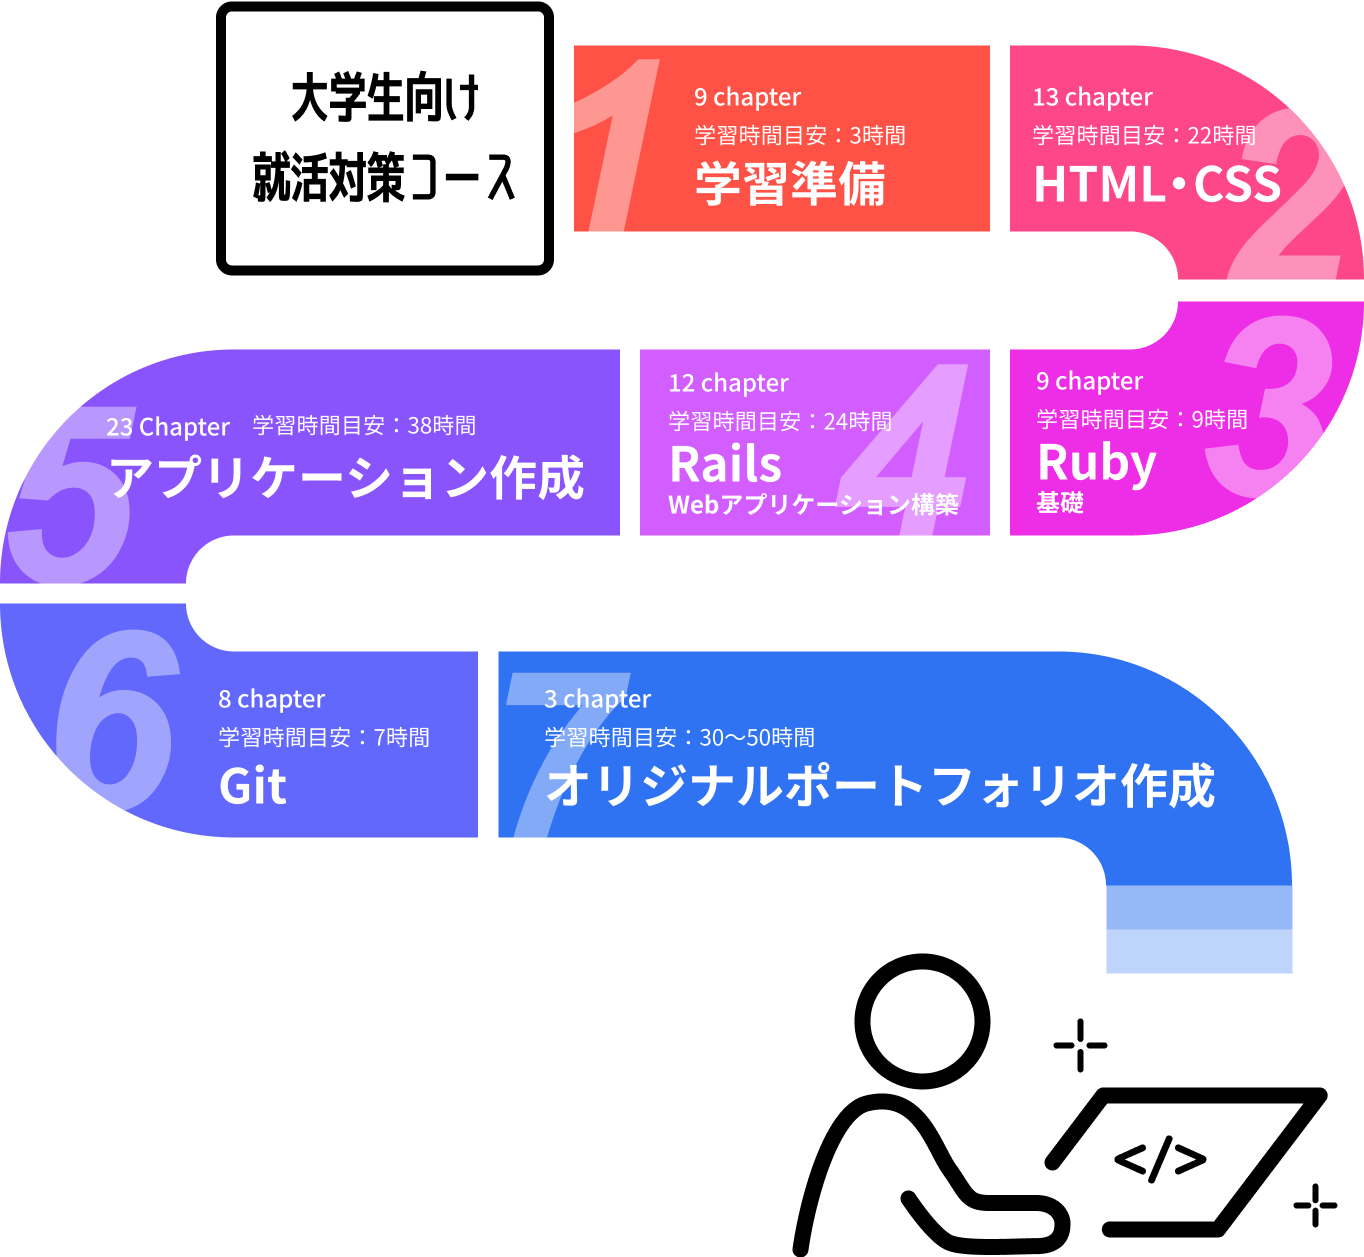 大学生向け
就活対策コース
1
9 chapter
学習時間目安：3時間
学習準備
2
13 chapter
学習時間目安：22時間
HTML・CSS
3
9 chapter
学習時間目安：9時間
Ruby
基礎
4
12 chapter
学習時間目安：24時間
Rails
Webアプリケーション構築
5
23 Chapter 学習時間目安：38時間
アプリケーション作成
6
8 chapter
学習時間目安：7時間
Git
7
3 chapter
学習時間目安：30〜50時間
オリジナルポートフォリオ作成
</>